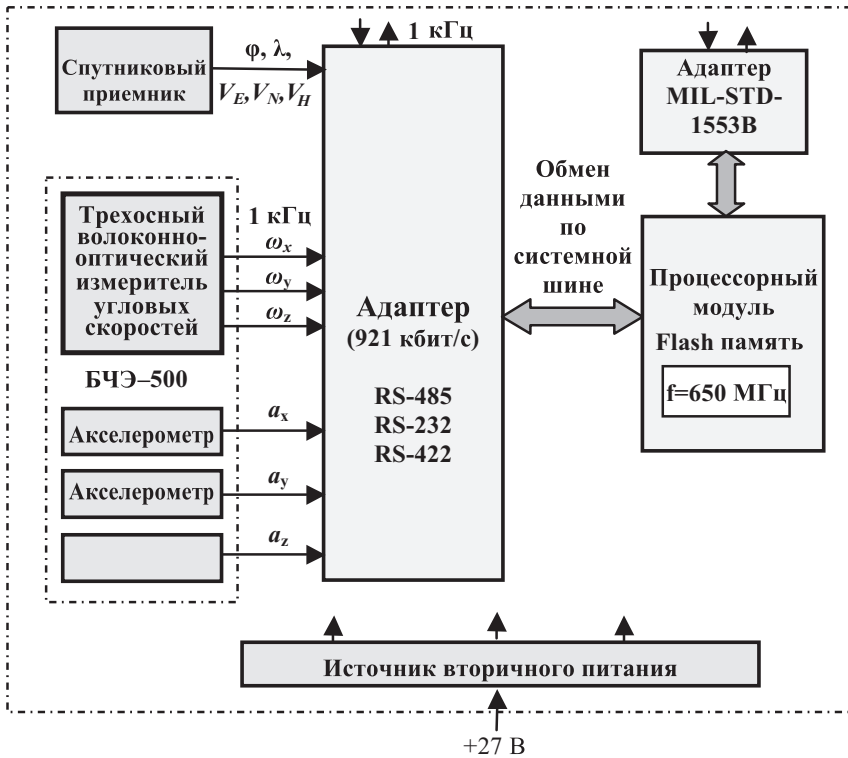 1 кГц
Спутниковый
приемник
φ, λ,
V_E, V_N, V_H
Адаптер
MIL-STD-
1553B
Трехосный
волоконно-
оптический
измеритель
угловых
скоростей
1 кГц
ω_x
ω_y
ω_z
БЧЭ–500
Акселерометр
a_x
Акселерометр
a_y
a_z
Адаптер
(921 кбит/с)
RS-485
RS-232
RS-422
Обмен
данными
по
системной
шине
Процессорный
модуль
Flash память
f=650 МГц
Источник вторичного питания
+27 В